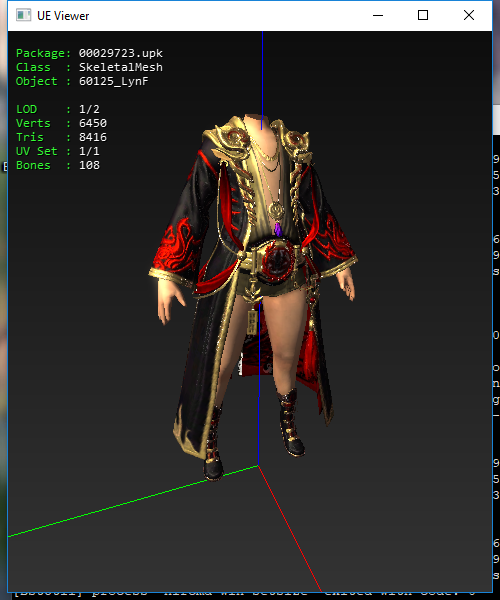 UE Viewer
Package: 00029723.upk
Class : SkeletalMesh
Object : 60125_LynF
LOD : 1/2
Verts : 6450
Tris : 8416
UV Set : 1/1
Bones : 108